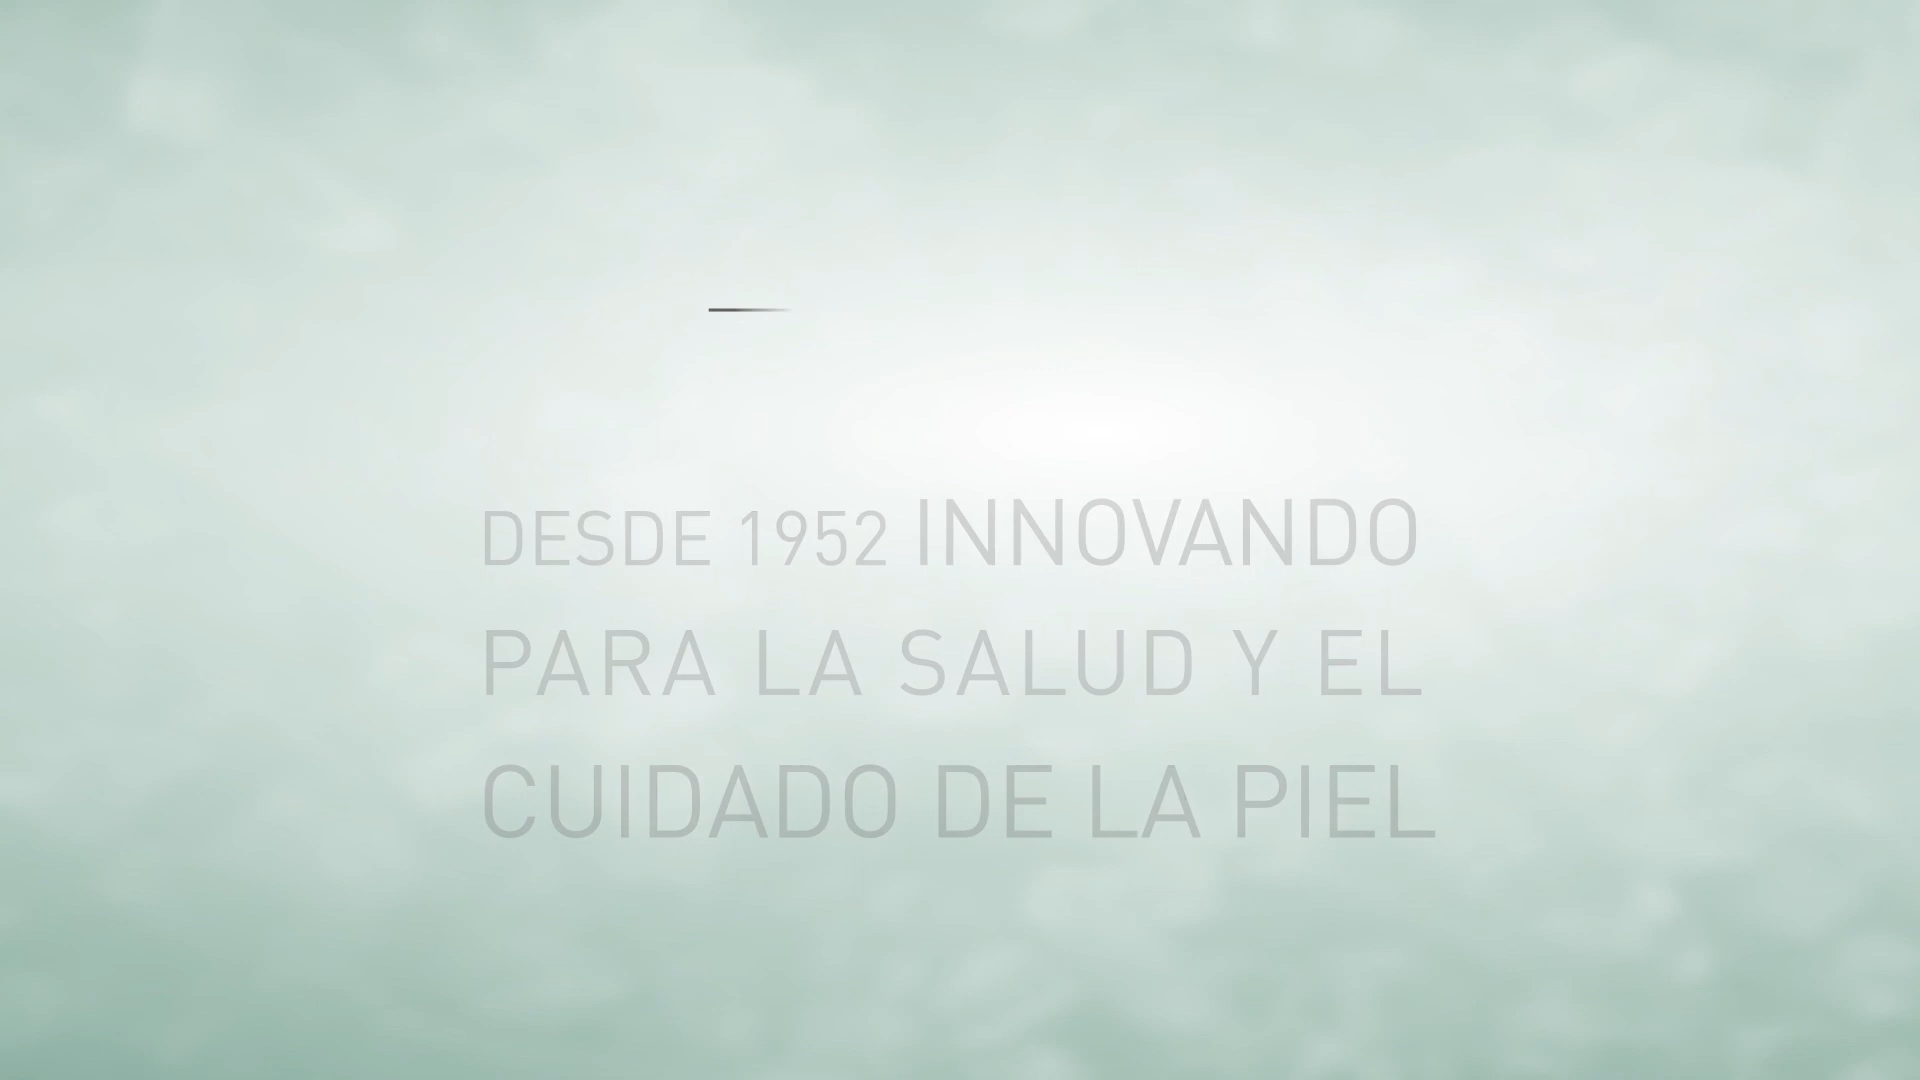 DESDE 1952 INNOVANDO
PARA LA SALUD Y EL
CUIDADO DE LA PIEL